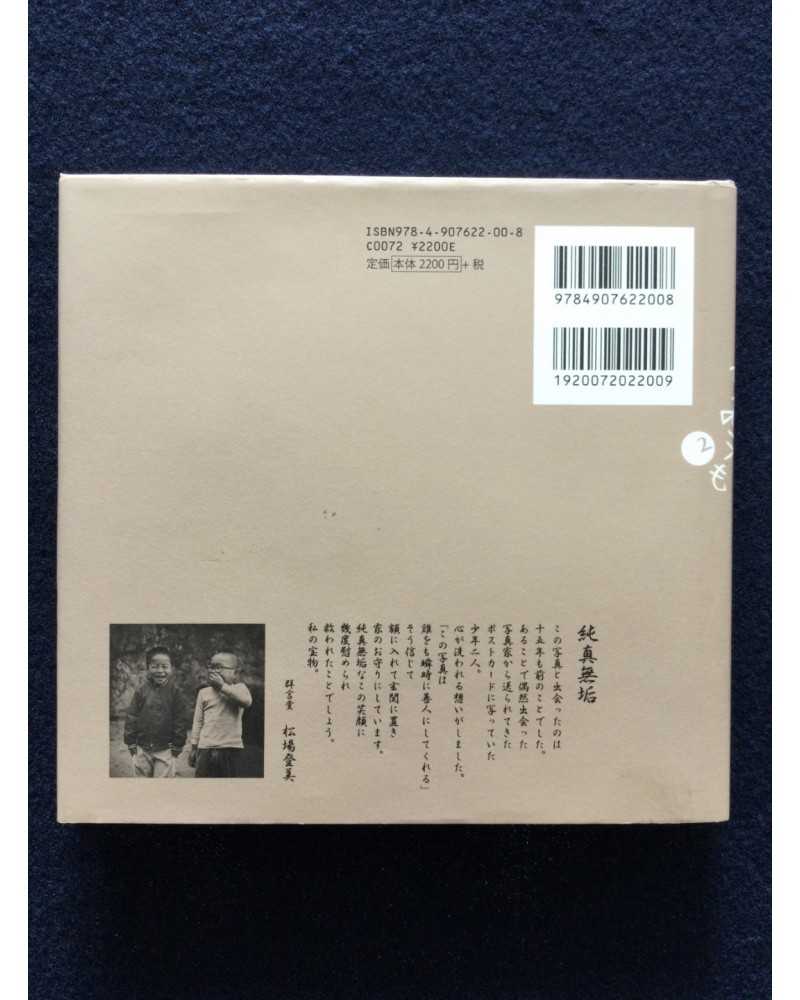 ISBN978-4-907622-00-8
C0072 ¥2200E
定価 本体 2200 円 + 税
9784907622008
1920072022009
2
純真無垢
この写真と出会ったのは
十五年も前のことでした。
あることで偶然出会った
写真家から送られてきた
ポストカードに写っていた
少年二人。
心が洗われる想いがしました。
「この写真は
誰をも瞬時に善人にしてくれる」
そう信じて
額に入れて玄関に置き
家のお守りにしています。
純真無垢なこの笑顔に
幾度慰められ
救われたことでしょう。
私の宝物。
群言堂 松場登美